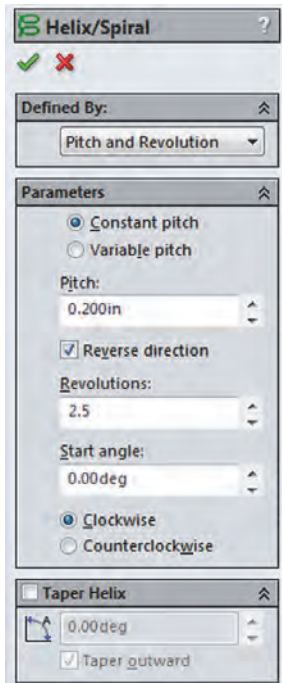 Helix/Spiral ?
Defined By:
Pitch and Revolution
Parameters
Constant pitch
Variable pitch
Pitch:
0.200in
Reverse direction
Revolutions:
2.5
Start angle:
0.00deg
Clockwise
Counterclockwise
Taper Helix
A
0.00deg
Taper outward